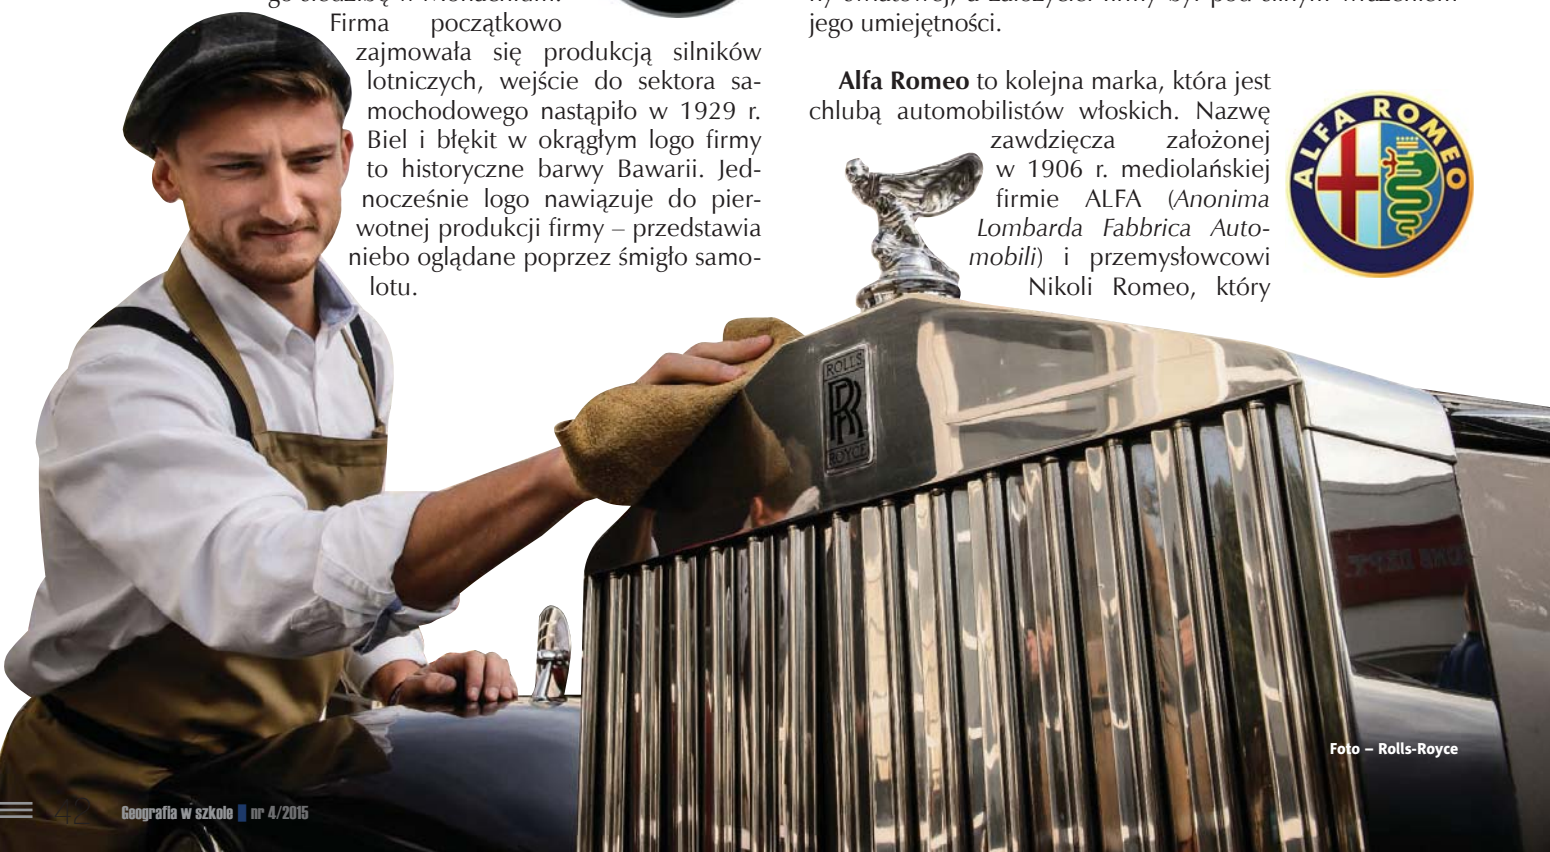 Firma początkowo
zajmowała się produkcją silników
lotniczych, wejście do sektora sa-
mochodowego nastąpiło w 1929 r.
Biel i błękit w okrągłym logo firmy
to historyczne barwy Bawarii. Jed-
nocześnie logo nawiązuje do pier-
wotnej produkcji firmy – przedstawia
niebo oglądane poprzez śmigło samo-
lotu.
jego umiejętności.
Alfa Romeo to kolejna marka, która jest
chlubą automobilistów włoskich. Nazwę
zawdzięcza założonej
w 1906 r. mediolańskiej
firmie ALFA (Anonima
Lombarda Fabbrica Auto-
mobili) i przemysłowcowi
Nikoli Romeo, który
ALFA ROMEO
ROLLS
RR
ROYCE
Foto – Rolls-Royce
42 Geografia w szkole nr 4/2015